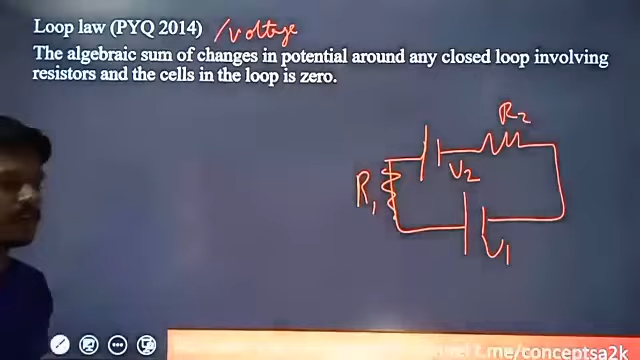 Loop law (PYQ 2014) /voltage
The algebraic sum of changes in potential around any closed loop involving
resistors and the cells in the loop is zero.
R2
V2
R1
V1
t.me/conceptsa2k